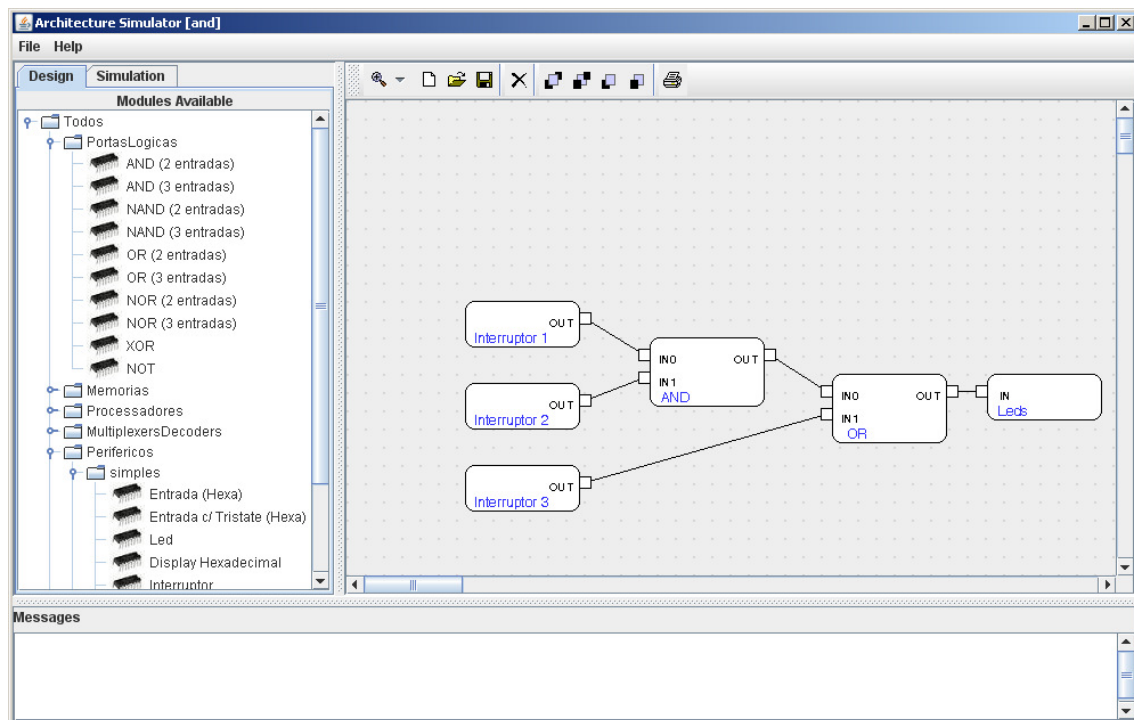 Architecture Simulator [and]
File Help
Design Simulation
Modules Available
Todos
PortasLogicas
AND (2 entradas)
AND (3 entradas)
NAND (2 entradas)
NAND (3 entradas)
OR (2 entradas)
OR (3 entradas)
NOR (2 entradas)
NOR (3 entradas)
XOR
NOT
Memorias
Processadores
MultiplexersDecoders
Perifericos
simples
Entrada (Hexa)
Entrada c/ Tristate (Hexa)
Led
Display Hexadecimal
Interruptor
OUT
Interruptor 1
OUT
Interruptor 2
OUT
Interruptor 3
IN0 OUT
IN1
AND
IN0 OUT
IN1
OR
IN
Leds
Messages